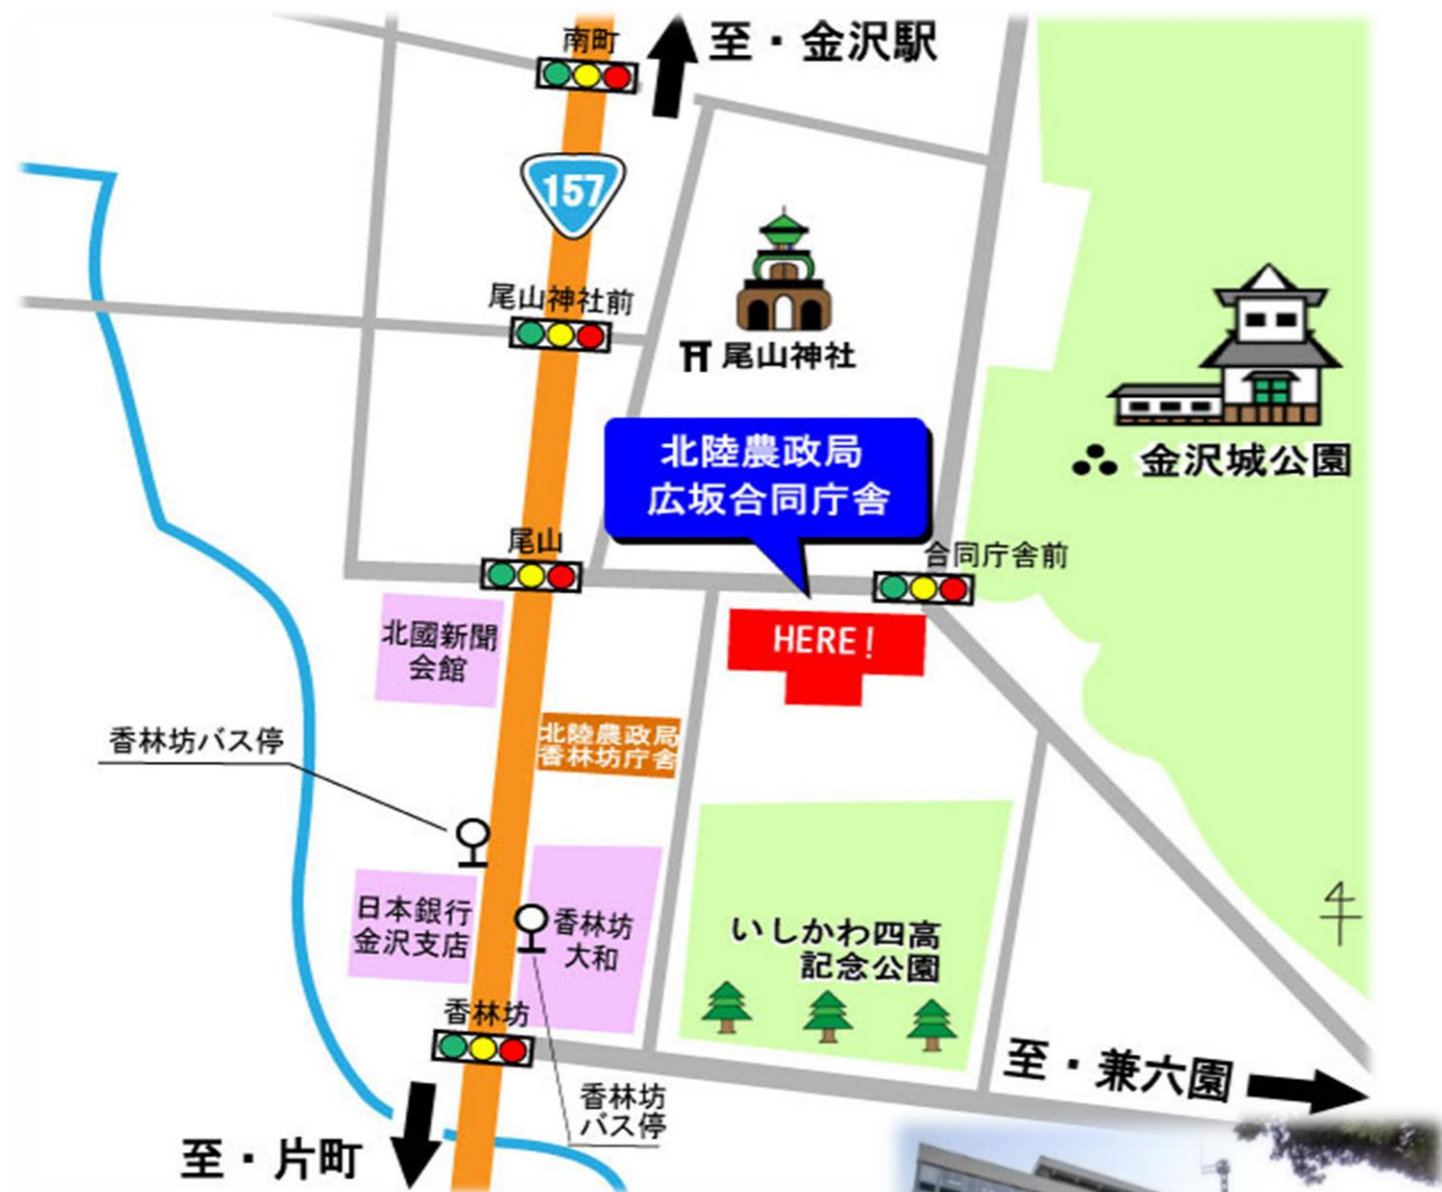 南町
至・金沢駅
157
尾山神社前
尾山神社
北陸農政局
広坂合同庁舎
金沢城公園
尾山
合同庁舎前
HERE!
北國新聞
会館
北陸農政局
香林坊庁舎
香林坊バス停
日本銀行
金沢支店
香林坊
大和
いしかわ四高
記念公園
香林坊
至・兼六園
香林坊
バス停
至・片町